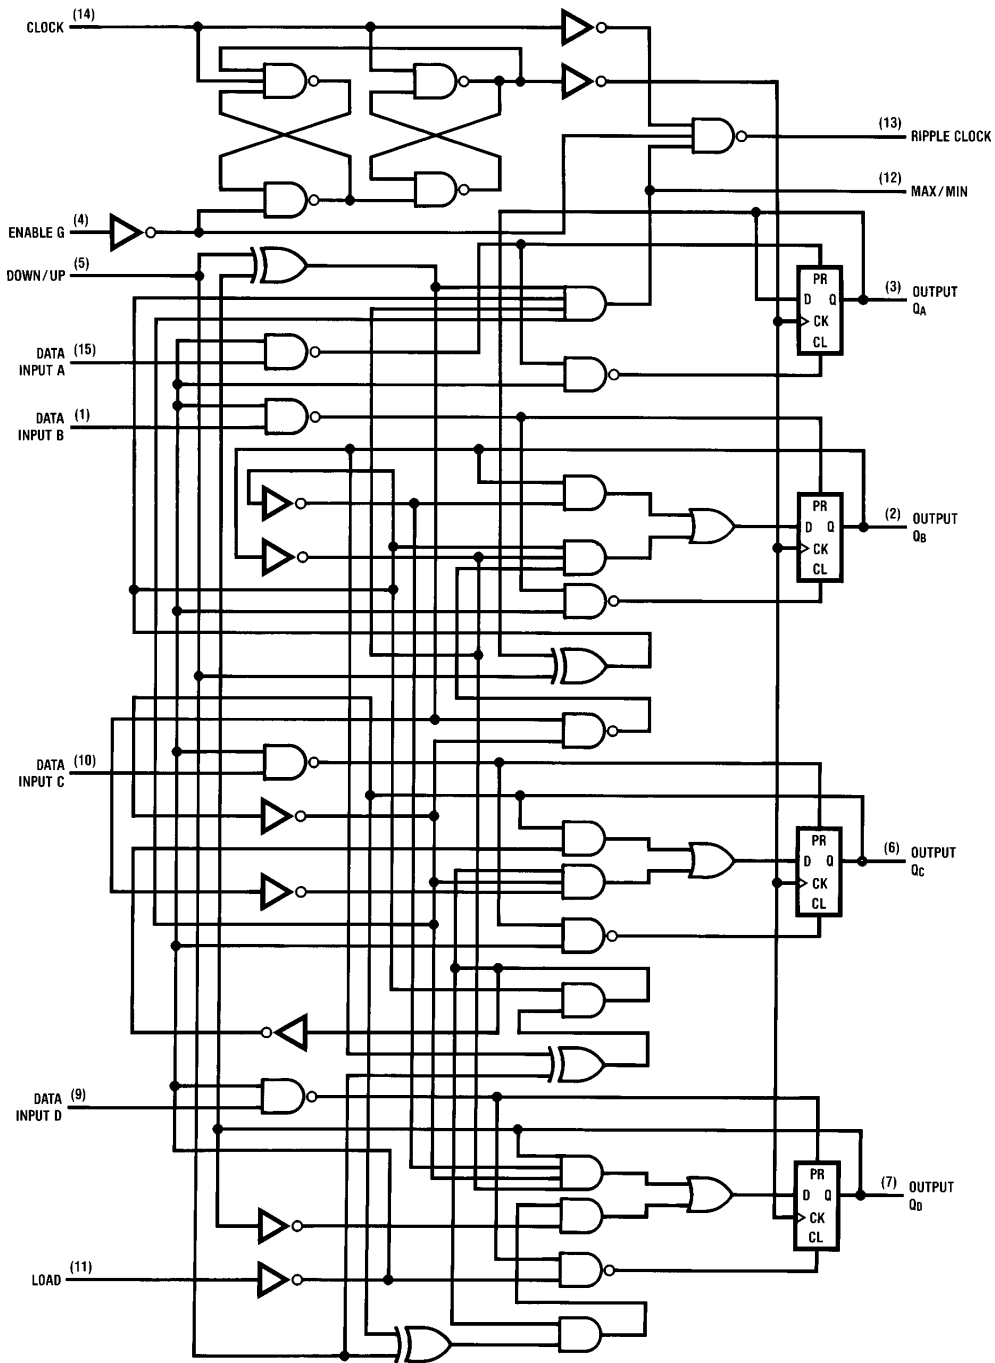 (14)
CLOCK
(13)
RIPPLE CLOCK
(12)
MAX/MIN
(4)
ENABLE G
(5)
DOWN/UP
PR
D Q
CK
CL
(3)
OUTPUT
QA
DATA
INPUT A
(15)
DATA
INPUT B
(1)
PR
D Q
CK
CL
(2)
OUTPUT
QB
DATA
INPUT C
(10)
PR
D Q
CK
CL
(6)
OUTPUT
QC
DATA
INPUT D
(9)
PR
D Q
CK
CL
(7)
OUTPUT
QD
(11)
LOAD